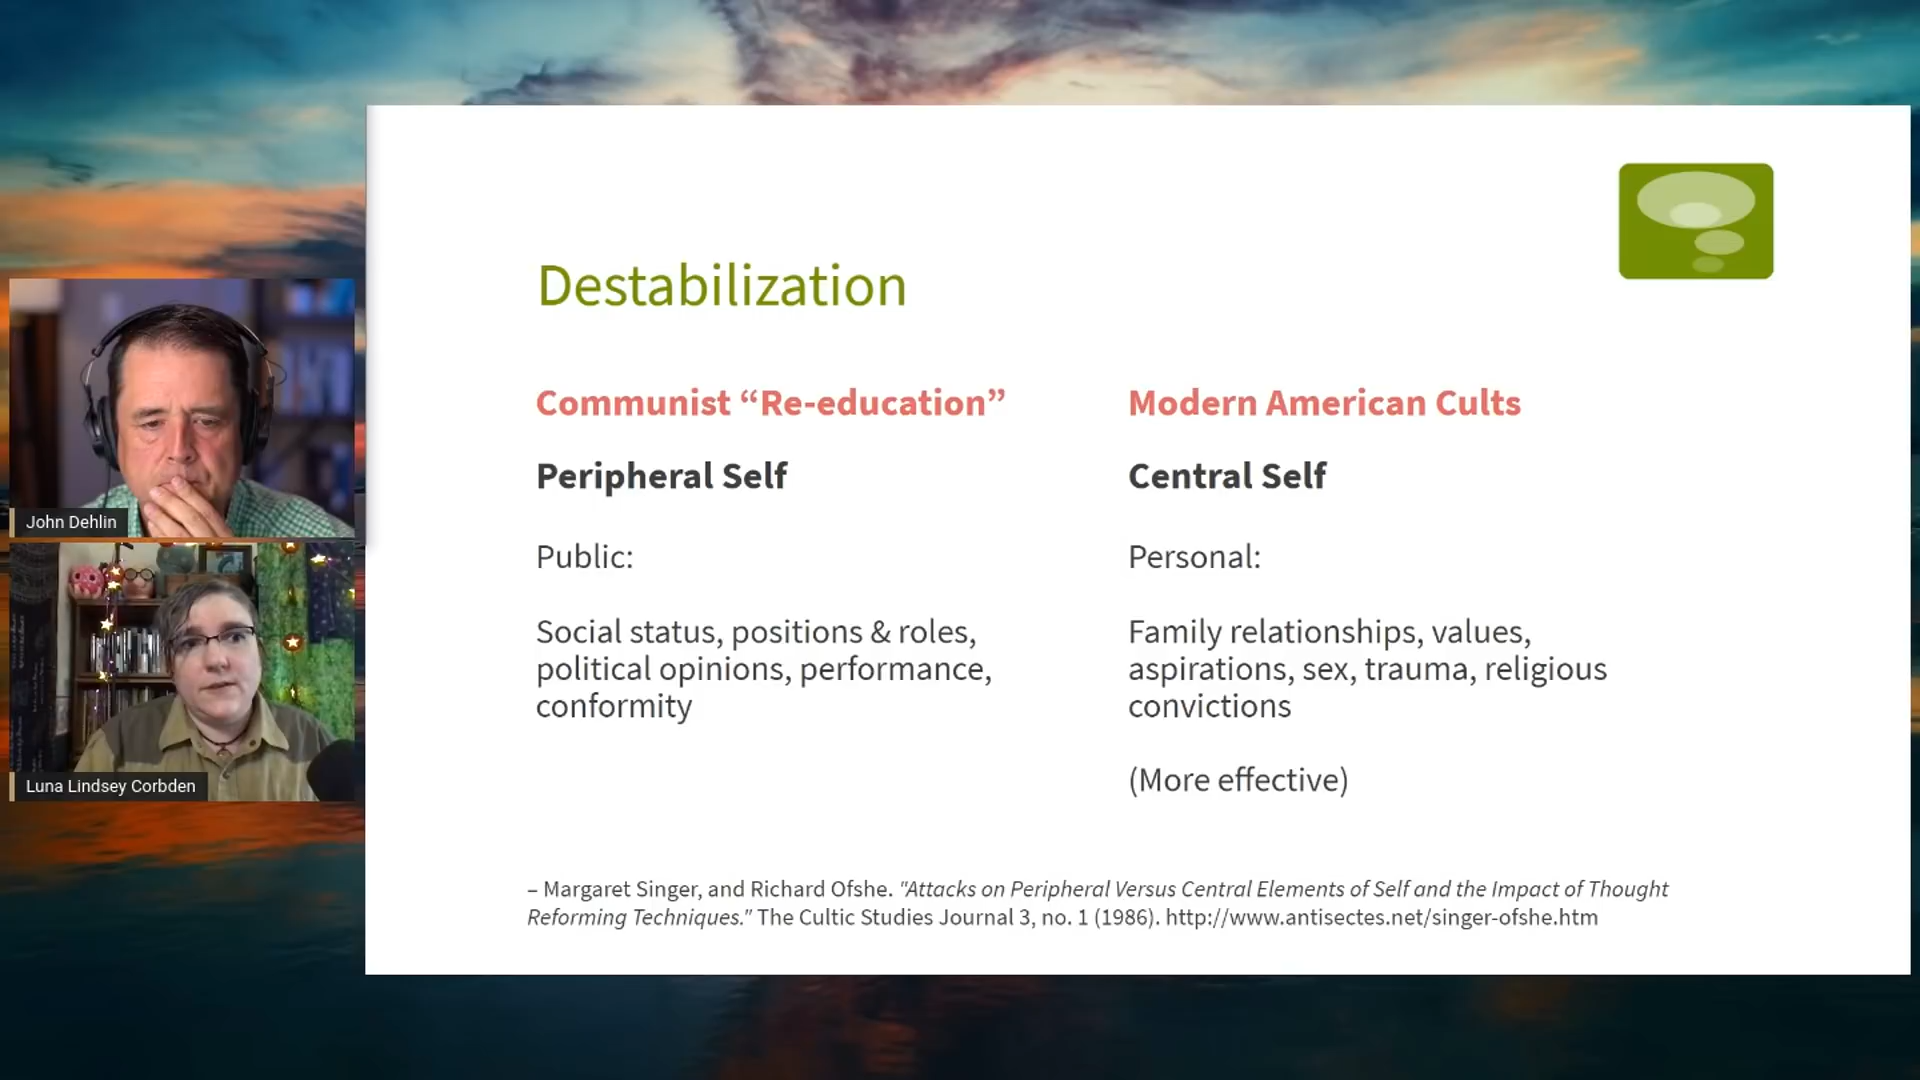 Destabilization
Communist “Re-education”
Peripheral Self
Public:
Social status, positions & roles,
political opinions, performance,
conformity
Modern American Cults
Central Self
Personal:
Family relationships, values,
aspirations, sex, trauma, religious
convictions
(More effective)
– Margaret Singer, and Richard Ofshe. "Attacks on Peripheral Versus Central Elements of Self and the Impact of Thought
Reforming Techniques." The Cultic Studies Journal 3, no. 1 (1986). http://www.antisectes.net/singer-ofshe.htm
John Dehlin
Luna Lindsey Corbden